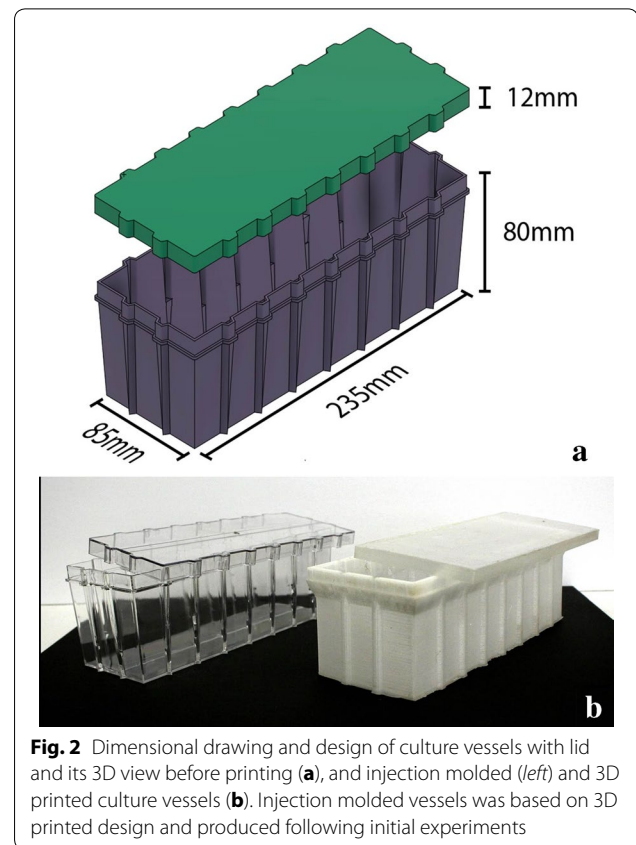 12mm
80mm
235mm
85mm
a
b
Fig. 2 Dimensional drawing and design of culture vessels with lid
and its 3D view before printing (a), and injection molded (left) and 3D
printed culture vessels (b). Injection molded vessels was based on 3D
printed design and produced following initial experiments